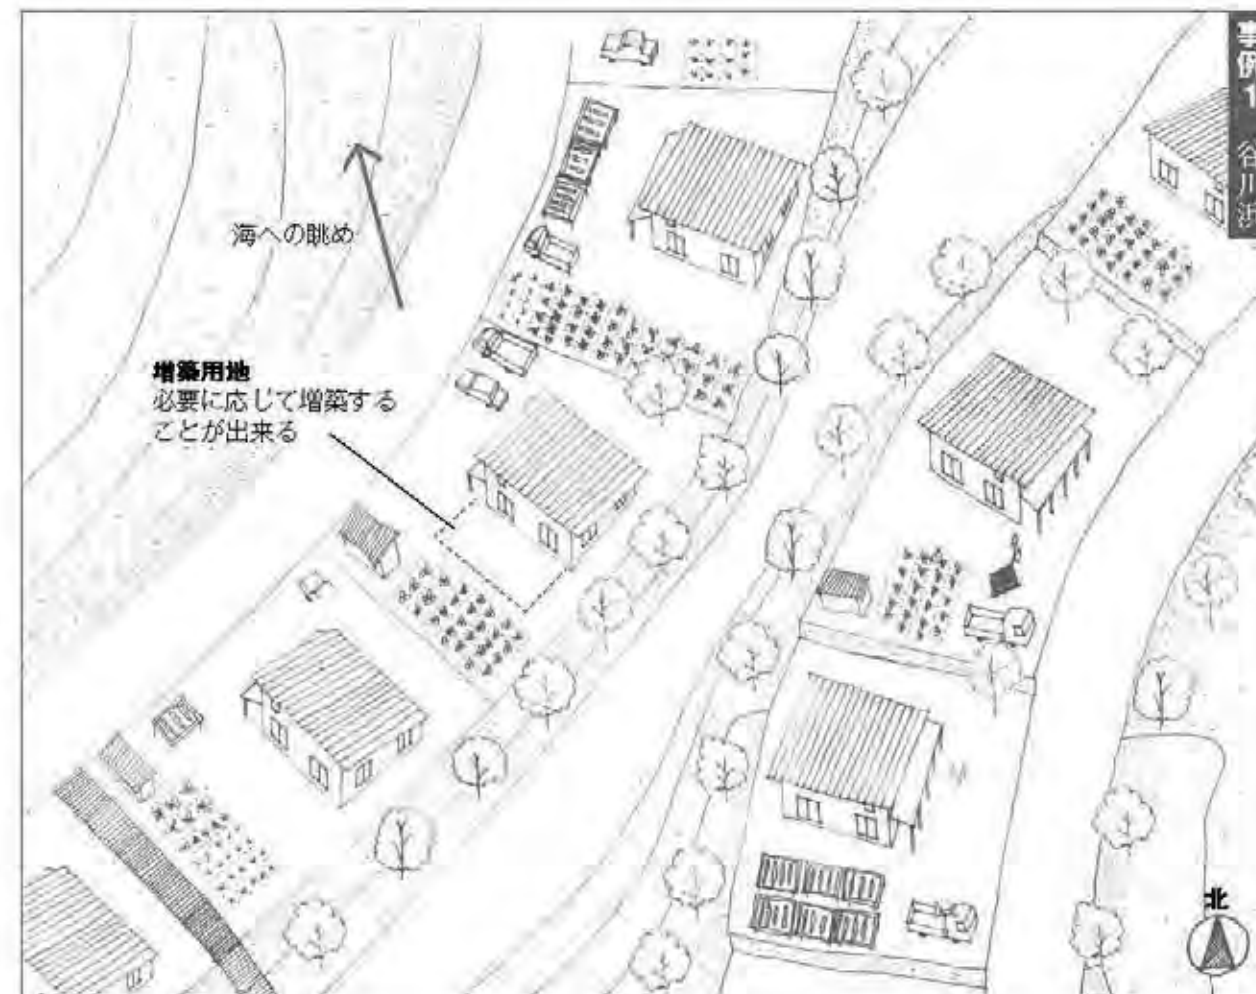 事例1 谷川浜
海への眺め
増築用地
必要に応じて増築する
ことが出来る
北